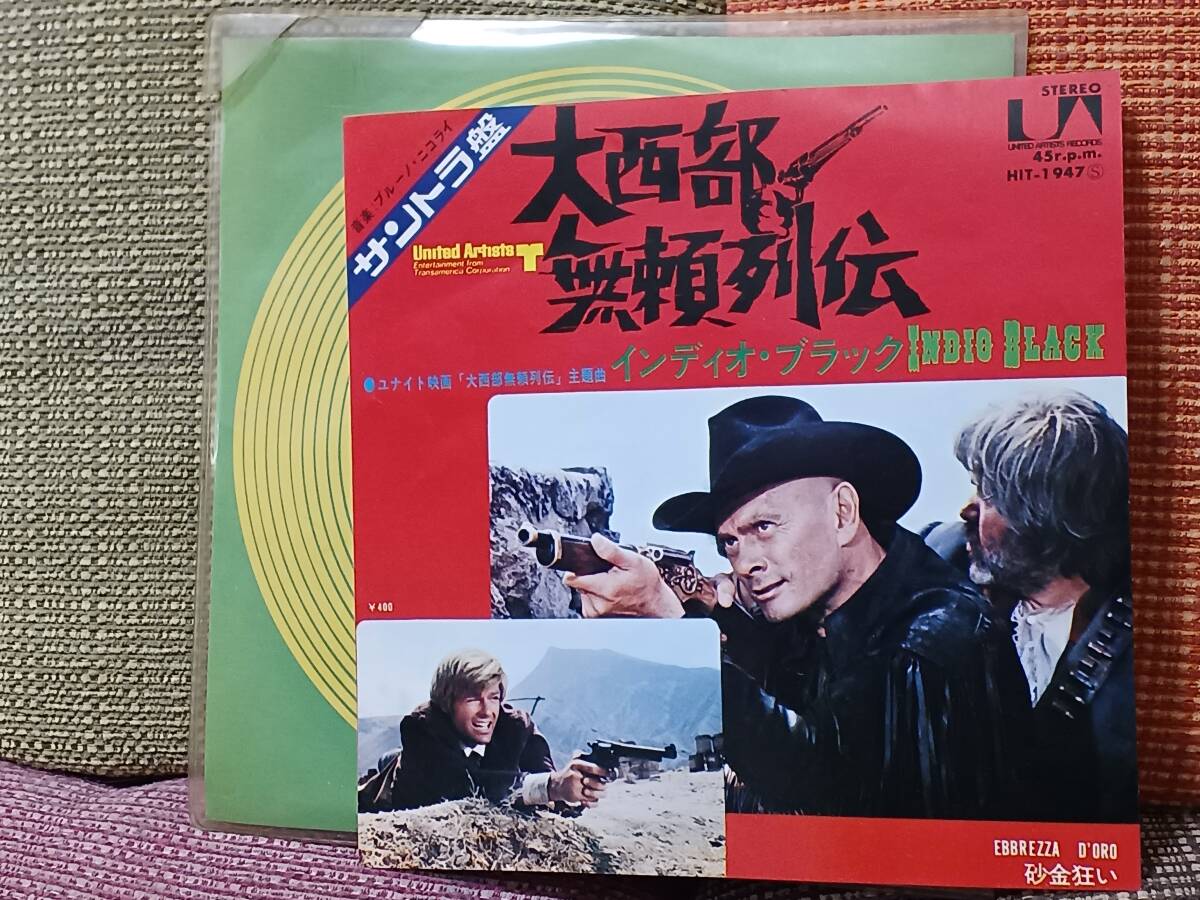 音楽:ブルーノ・ニコライ
サントラ盤
United Artists
Entertainment from
Transamerica Corporation
大西部
無頼列伝
STEREO
UA
UNITED ARTISTS RECORDS
45r.p.m.
HIT-1947Ⓢ
●ユナイト映画「大西部無頼列伝」主題曲
インディオ・ブラック INDIO BLACK
¥400
EBBREZZA D'ORO
砂金狂い